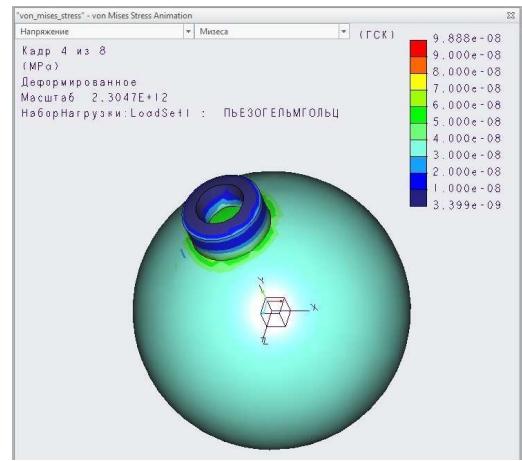 "von_mises_stress" - von Mises Stress Animation
Напряжение Мизеса (ГСК)
Кадр 4 из 8
(MPa)
Деформированное
Масштаб 2.3047E+12
НаборНагрузки:LoadSet1 : ПЬЕЗОГЕЛЬМГОЛЬЦ
9.888e-08
9.000e-08
8.000e-08
7.000e-08
6.000e-08
5.000e-08
4.000e-08
3.000e-08
2.000e-08
1.000e-08
3.399e-09
Y
X
Z